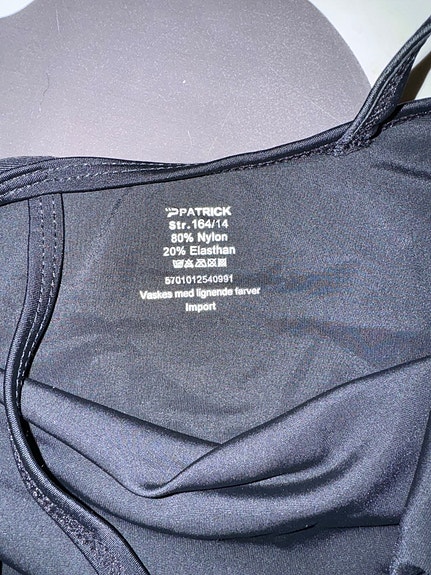 PATRICK
Str. 164/14
80% Nylon
20% Elasthan
5701012540991
Vaskes med lignende farver
Import